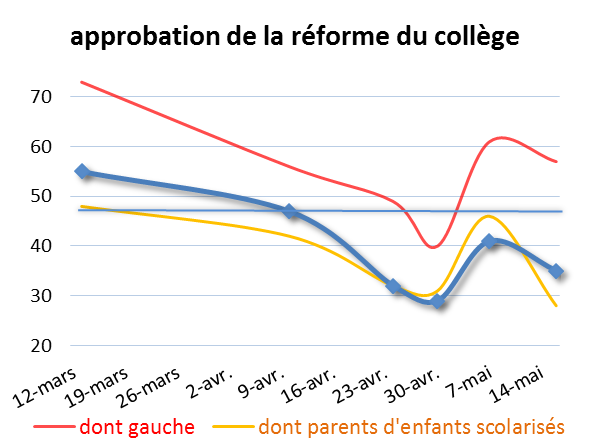 approbation de la réforme du collège
70
60
50
40
30
20
12-mars 19-mars 26-mars 2-avr. 9-avr. 16-avr. 23-avr. 30-avr. 7-mai 14-mai
dont gauche dont parents d'enfants scolarisés